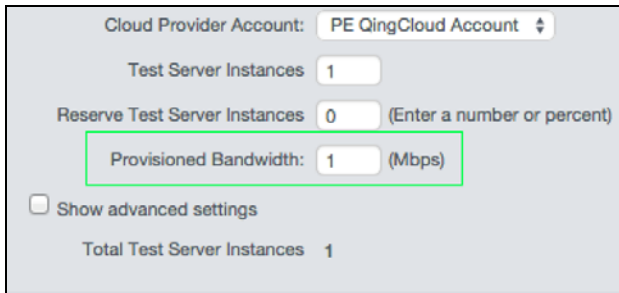 Cloud Provider Account: PE QingCloud Account
Test Server Instances 1
Reserve Test Server Instances 0 (Enter a number or percent)
Provisioned Bandwidth: 1 (Mbps)
Show advanced settings
Total Test Server Instances 1